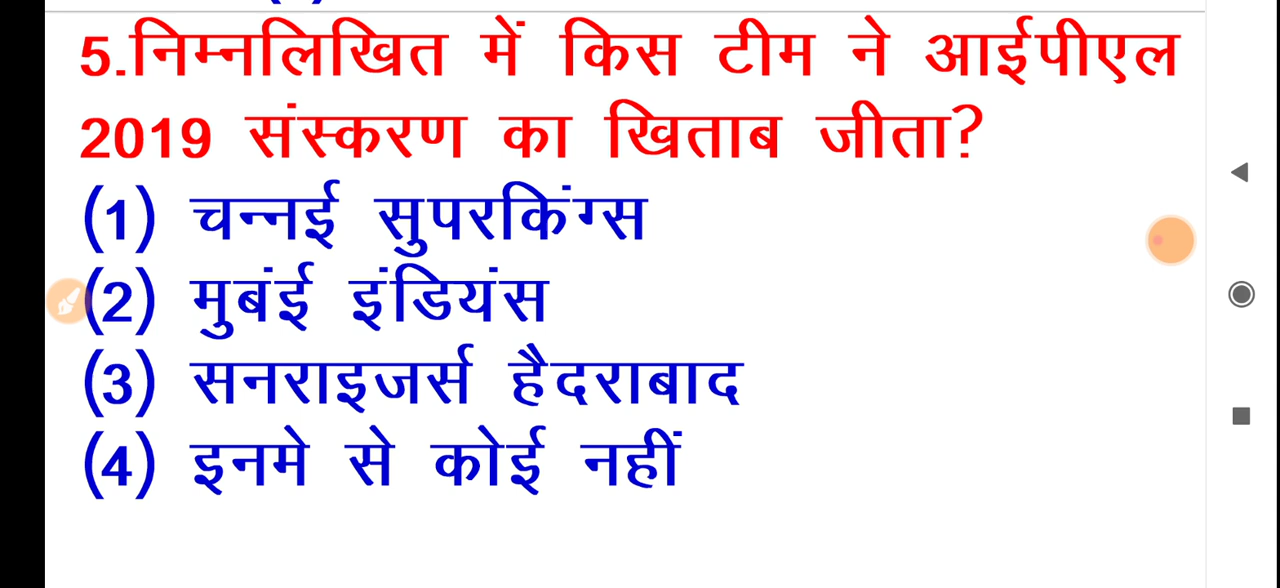 5.निम्नलिखित में किस टीम ने आईपीएल
2019 संस्करण का खिताब जीता?
(1) चन्नई सुपरकिंग्स
(2) मुबंई इंडियंस
(3) सनराइजर्स हैदराबाद
(4) इनमे से कोई नहीं